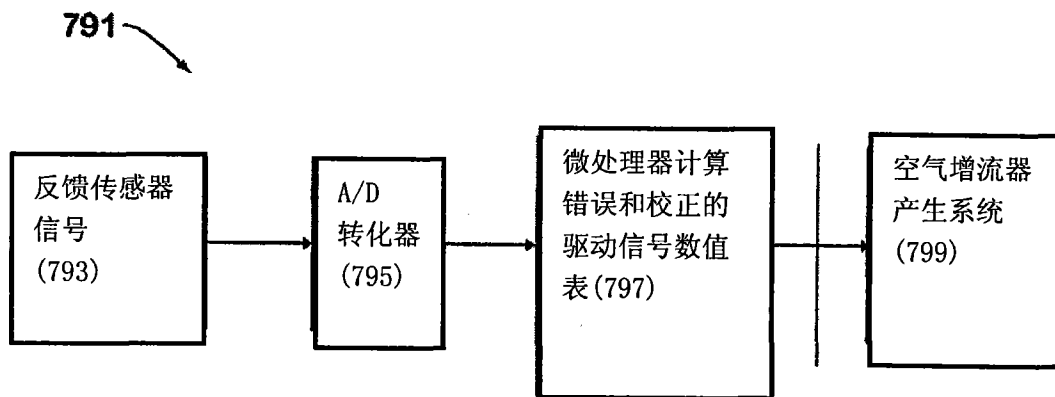 791
反馈传感器
信号
(793)
A/D
转化器
(795)
微处理器计算
错误和校正的
驱动信号数值
表(797)
空气增流器
产生系统
(799)